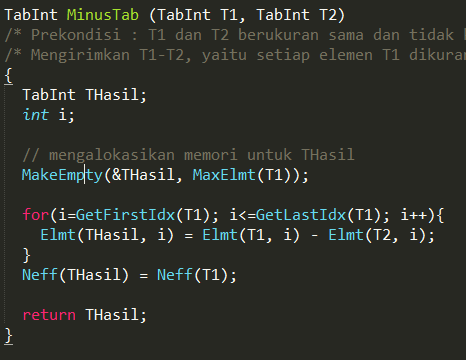 TabInt MinusTab (TabInt T1, TabInt T2)
/* Prekondisi : T1 dan T2 berukuran sama dan tidak
/* Mengirimkan T1-T2, yaitu setiap elemen T1 dikuran
{
TabInt THasil;
int i;
// mengalokasikan memori untuk THasil
MakeEmpty(&THasil, MaxElmt(T1));
for(i=GetFirstIdx(T1); i<=GetLastIdx(T1); i++){
Elmt(THasil, i) = Elmt(T1, i) - Elmt(T2, i);
}
Neff(THasil) = Neff(T1);
return THasil;
}